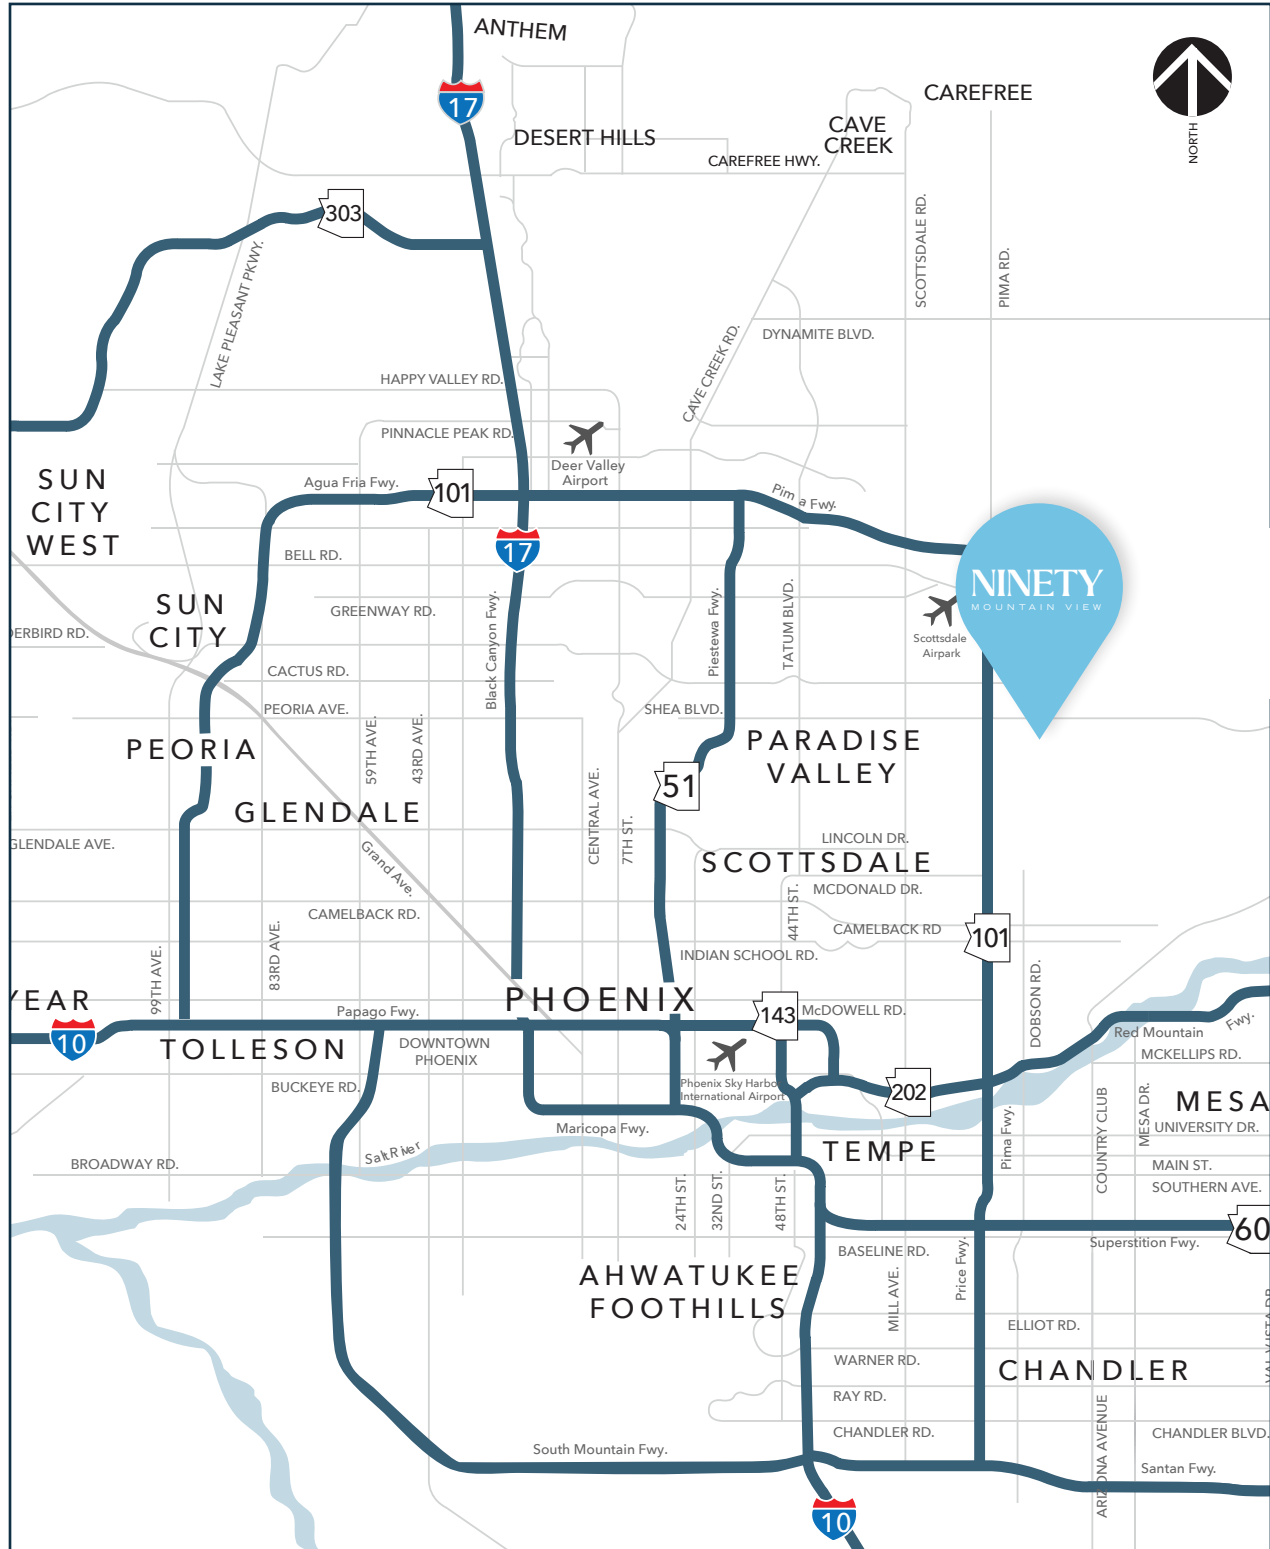 ANTHEM
17
CAREFREE
NORTH
DESERT HILLS
CAVE
CREEK
CAREFREE HWY.
303
SCOTTSDALE RD.
PIMA RD.
LAKE PLEASANT PKWY.
DYNAMITE BLVD.
CAVE CREEK RD.
HAPPY VALLEY RD.
PINNACLE PEAK RD.
Deer Valley
Airport
SUN
CITY
WEST
Agua Fria Fwy.
101
Pima Fwy.
17
BELL RD.
NINETY
MOUNTAIN VIEW
SUN
CITY
GREENWAY RD.
Black Canyon Fwy.
Piestewa Fwy.
TATUM BLVD.
Scottsdale
Airpark
DERBIRD RD.
CACTUS RD.
PEORIA AVE.
SHEA BLVD.
PEORIA
59TH AVE.
43RD AVE.
PARADISE
VALLEY
51
GLENDALE
CENTRAL AVE.
7TH ST.
GLENDALE AVE.
Grand Ave.
LINCOLN DR.
SCOTTSDALE
MCDONALD DR.
44TH ST.
CAMELBACK RD.
CAMELBACK RD
101
INDIAN SCHOOL RD.
99TH AVE.
83RD AVE.
DOBSON RD.
YEAR
PHOENIX
Papago Fwy.
143
McDOWELL RD.
10
TOLLESON
DOWNTOWN
PHOENIX
Red Mountain
Fwy.
MCKELLIPS RD.
BUCKEYE RD.
Phoenix Sky Harbo
International Airport
202
COUNTRY CLUB
MESA DR.
MESA
Maricopa Fwy.
UNIVERSITY DR.
Salt River
TEMPE
Pima Fwy.
BROADWAY RD.
MAIN ST.
24TH ST.
32ND ST.
48TH ST.
SOUTHERN AVE.
60
Superstition Fwy.
BASELINE RD.
Price Fwy.
AHWATUKEE
FOOTHILLS
MILL AVE.
ELLIOT RD.
VAL VISTA DR.
WARNER RD.
CHANDLER
RAY RD.
CHANDLER RD.
ARIZONA AVENUE
CHANDLER BLVD.
South Mountain Fwy.
Santan Fwy.
10